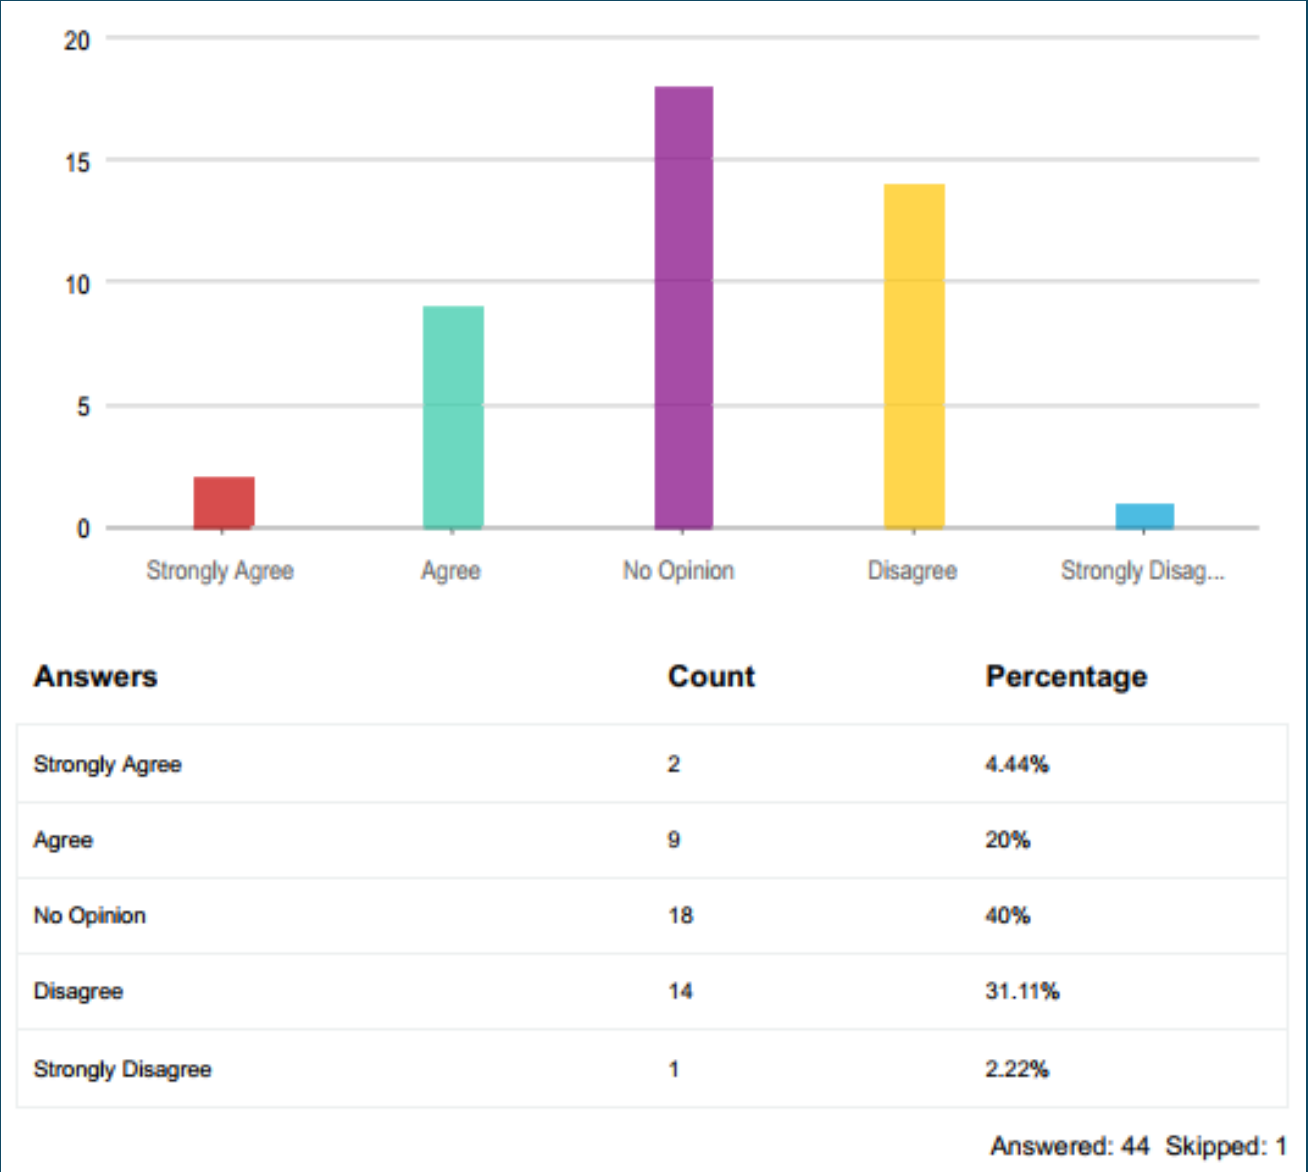 20
15
10
5
0
Strongly Agree Agree No Opinion Disagree Strongly Disag...
Answers Count Percentage
Strongly Agree 2 4.44%
Agree 9 20%
No Opinion 18 40%
Disagree 14 31.11%
Strongly Disagree 1 2.22%
Answered: 44 Skipped: 1